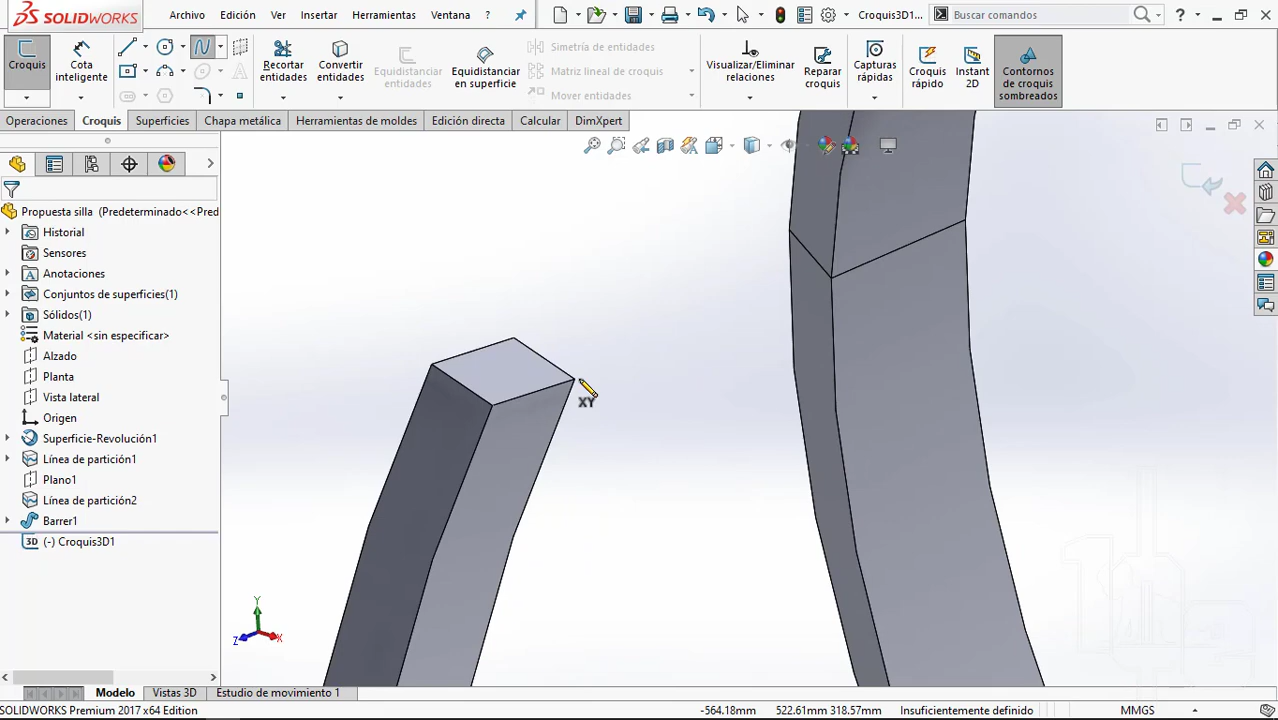 SOLIDWORKS
Archivo Edición Ver Insertar Herramientas Ventana ?
Croquis3D1...
Buscar comandos
?
Croquis
Cota inteligente
Recortar entidades
Convertir entidades
Equidistanciar entidades
Equidistanciar en superficie
Simetría de entidades
Matriz lineal de croquis
Mover entidades
Visualizar/Eliminar relaciones
Reparar croquis
Capturas rápidas
Croquis rápido
Instant 2D
Contornos de croquis sombreados
Operaciones Croquis Superficies Chapa metálica Herramientas de moldes Edición directa Calcular DimXpert
Propuesta silla (Predeterminado<<Pred
Historial
Sensores
Anotaciones
Conjuntos de superficies(1)
Sólidos(1)
Material <sin especificar>
Alzado
Planta
Vista lateral
Origen
Superficie-Revolución1
Línea de partición1
Plano1
Línea de partición2
Barrer1
3D (-) Croquis3D1
XY
Y
Z
X
Modelo Vistas 3D Estudio de movimiento 1
SOLIDWORKS Premium 2017 x64 Edition -564.18mm 522.61mm 318.57mm Insuficientemente definido MMGS